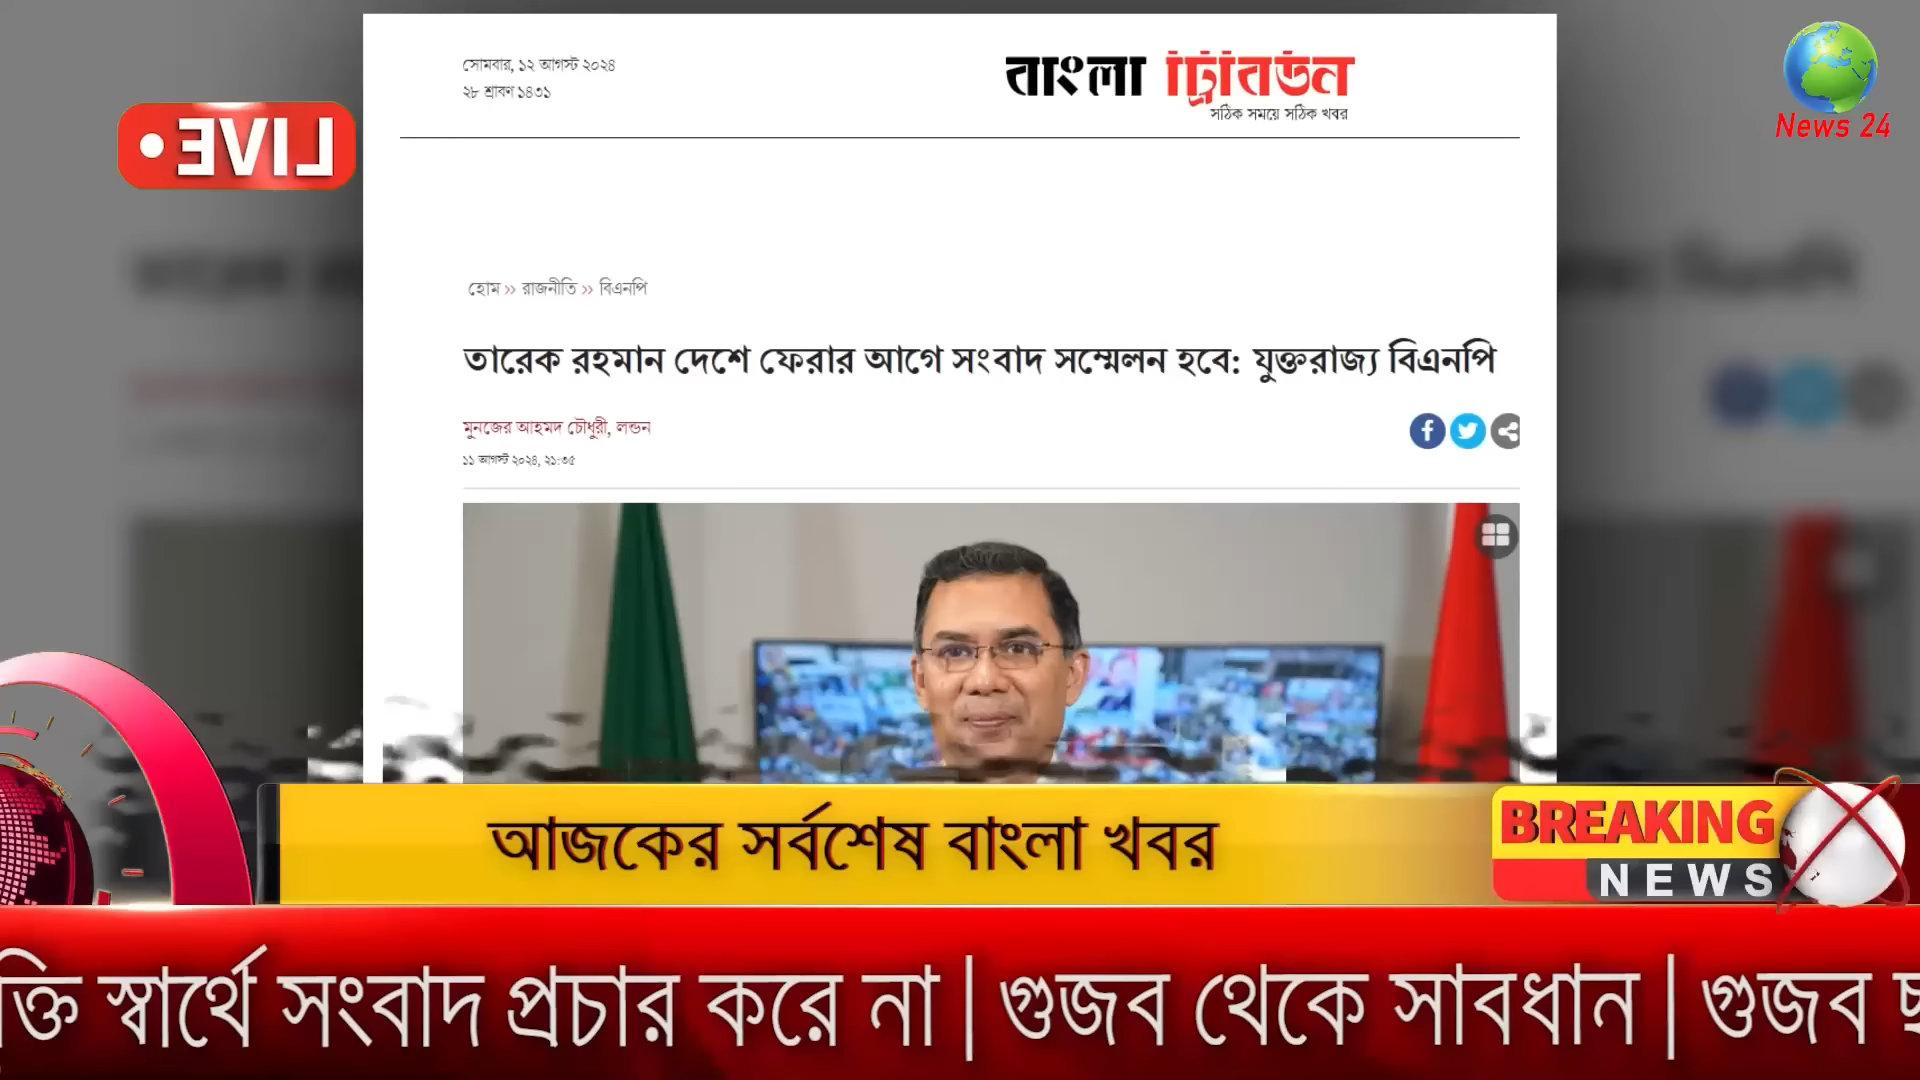 সোমবার, ১২ আগস্ট ২০২৪
২৮ শ্রাবণ ১৪৩১
বাংলা ট্রিবিউন
সঠিক সময়ে সঠিক খবর
News 24
LIVE
হোম » রাজনীতি » বিএনপি
তারেক রহমান দেশে ফেরার আগে সংবাদ সম্মেলন হবে: যুক্তরাজ্য বিএনপি
মুনজের আহমদ চৌধুরী, লন্ডন
১১ আগস্ট ২০২৪, ২১:৩৫
আজকের সর্বশেষ বাংলা খবর
BREAKING
NEWS
স্বার্থে সংবাদ প্রচার করে না | গুজব থেকে সাবধান | গুজব